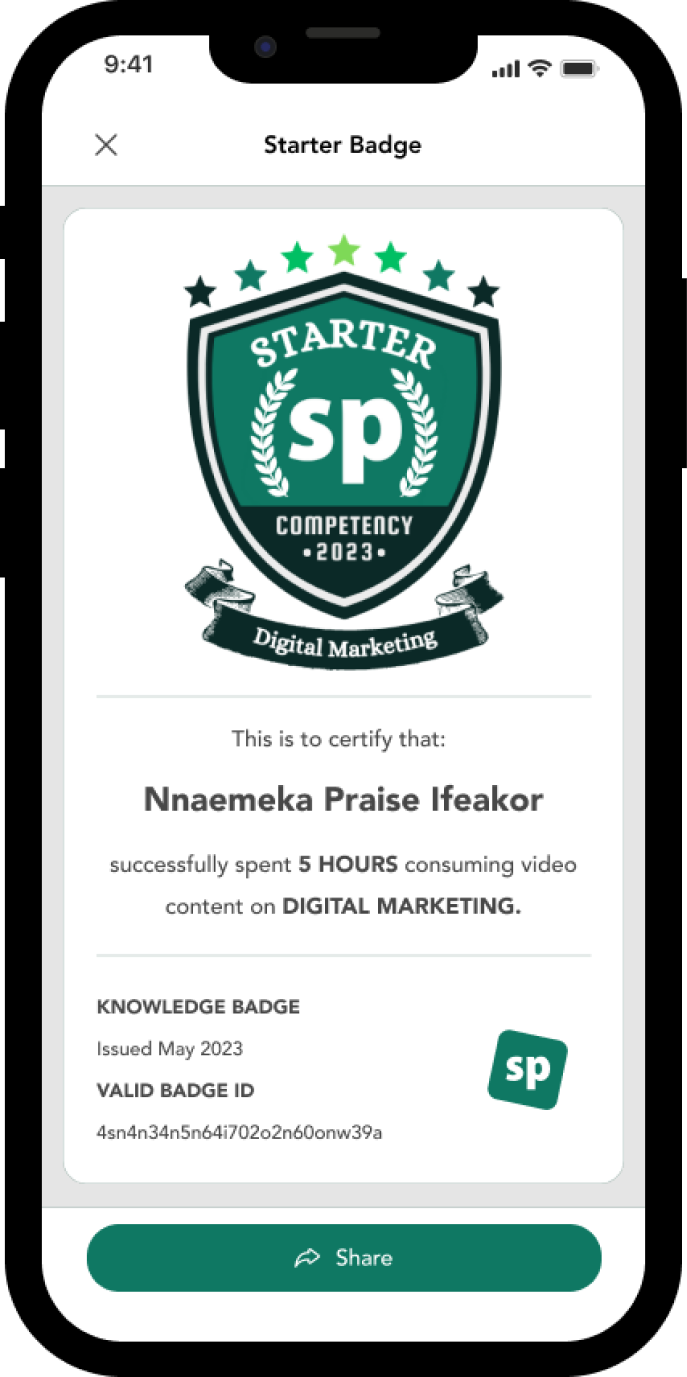 9:41
Starter Badge
STARTER
sp
COMPETENCY
•2023•
Digital Marketing
This is to certify that:
Nnaemeka Praise Ifeakor
successfully spent 5 HOURS consuming video
content on DIGITAL MARKETING.
KNOWLEDGE BADGE
Issued May 2023
VALID BADGE ID
4sn4n34n5n64i702o2n60onw39a
sp
Share